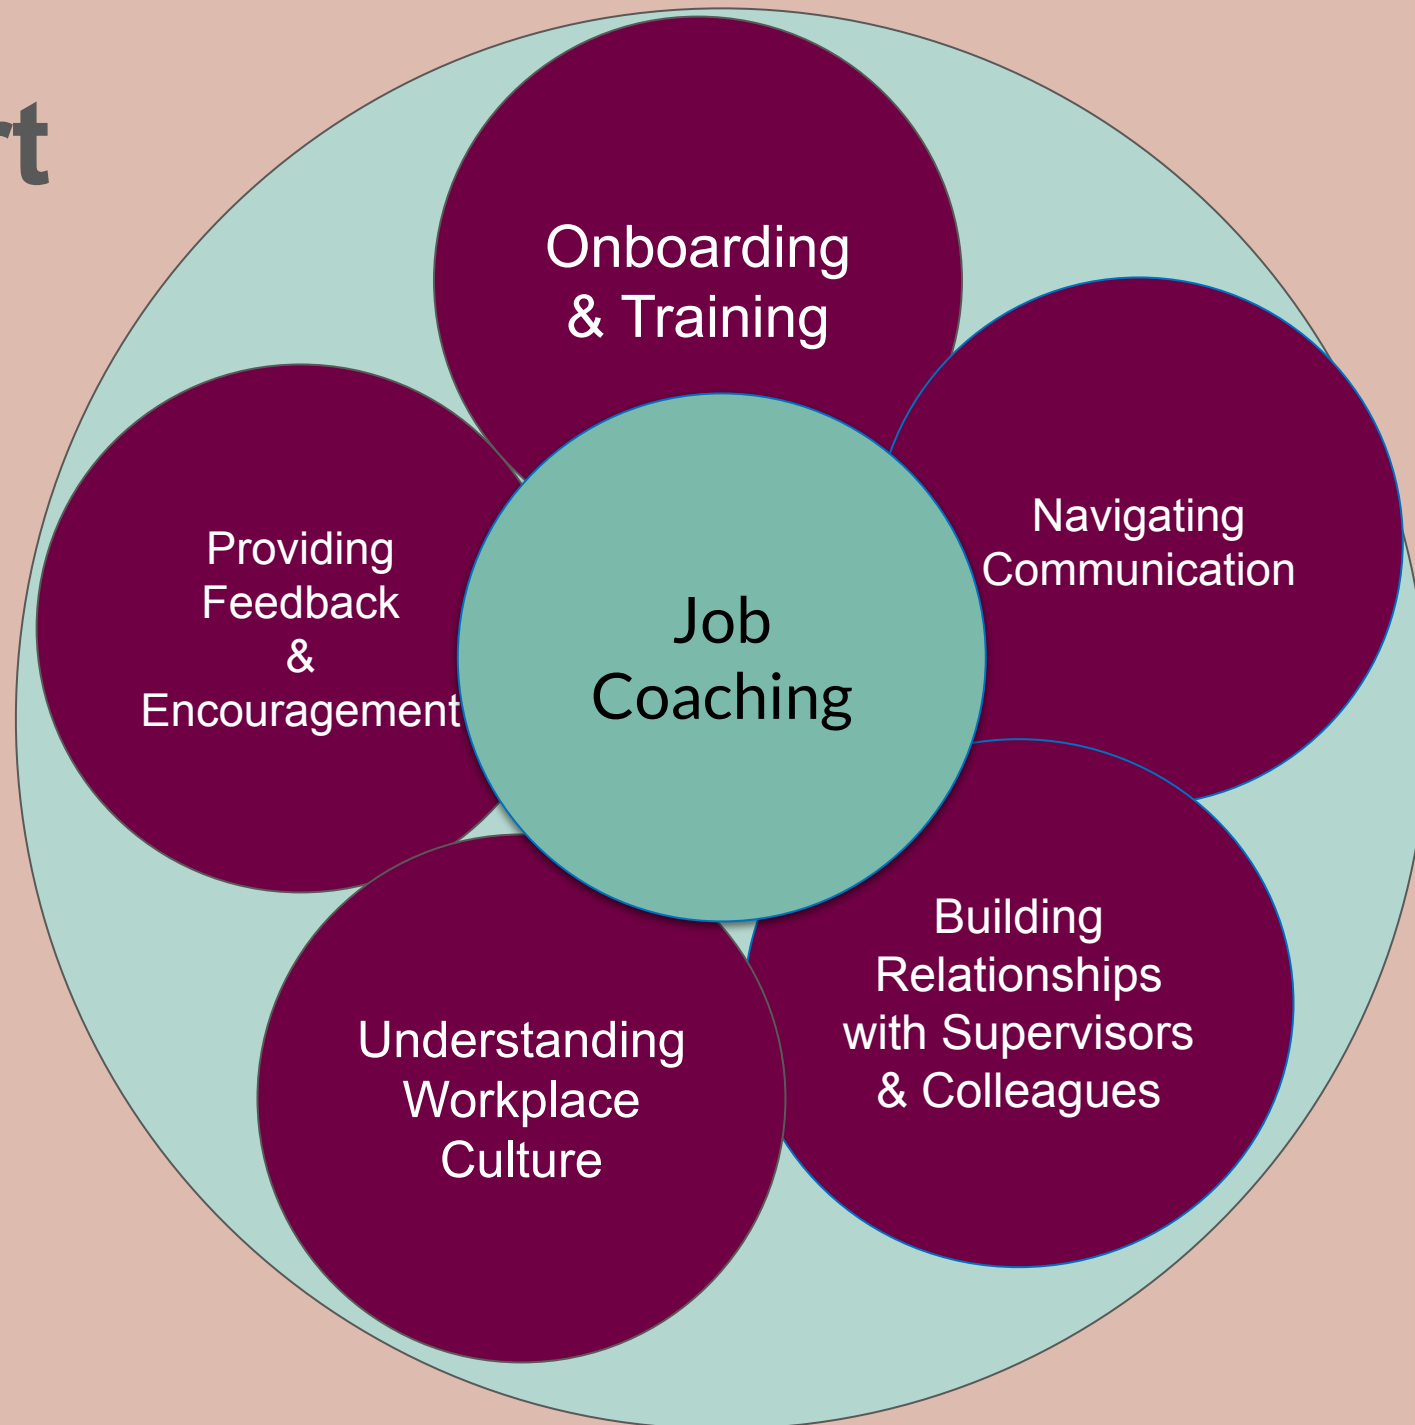 Onboarding
& Training
Navigating
Communication
Providing
Feedback
&
Encouragement
Job
Coaching
Building
Relationships
with Supervisors
& Colleagues
Understanding
Workplace
Culture